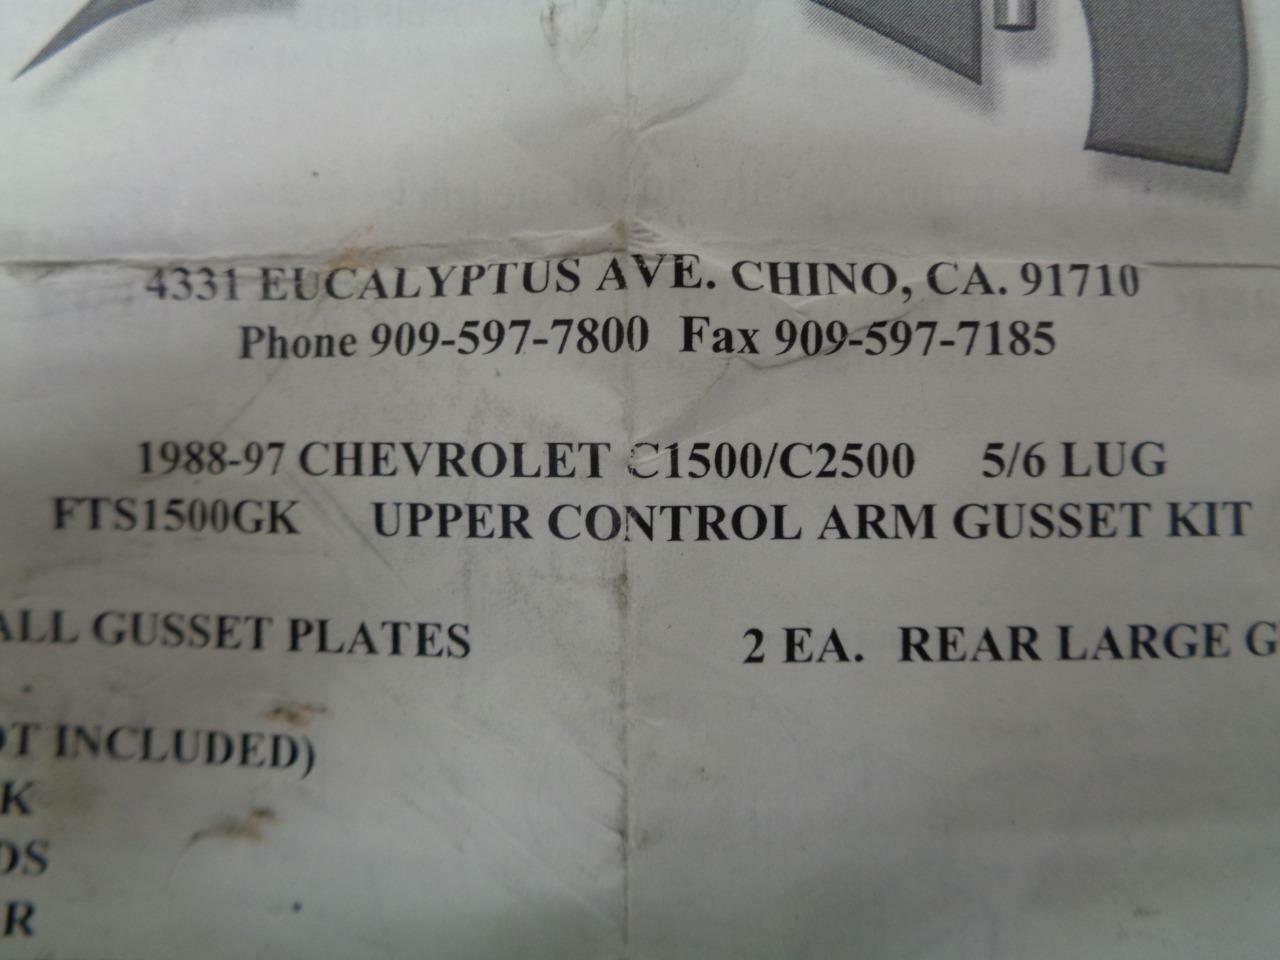 4331 EUCALYPTUS AVE. CHINO, CA. 91710
Phone 909-597-7800 Fax 909-597-7185
1988-97 CHEVROLET C1500/C2500 5/6 LUG
FTS1500GK UPPER CONTROL ARM GUSSET KIT
ALL GUSSET PLATES 2 EA. REAR LARGE G
OT INCLUDED)
K
DS
R